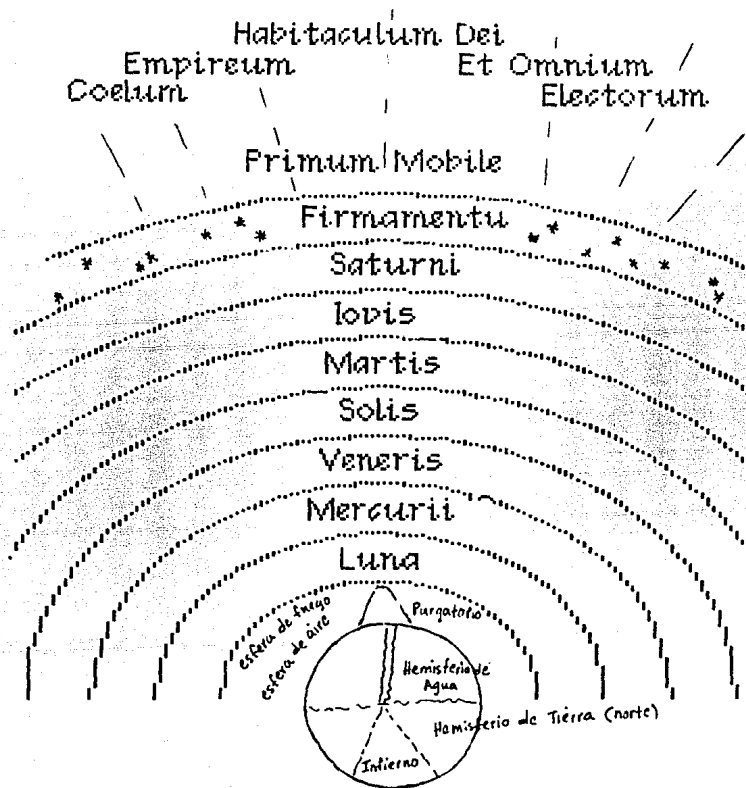 Habitaculum Dei
Empireum Et Omnium
Coelum Electorum
Primum Mobile
Firmamentu
Saturni
Iovis
Martis
Solis
Veneris
Mercurii
Luna
esfera de fuego
esfera de aire
Purgatorio
Hemisferio de
Agua
Hemisferio de Tierra (norte)
Infierno